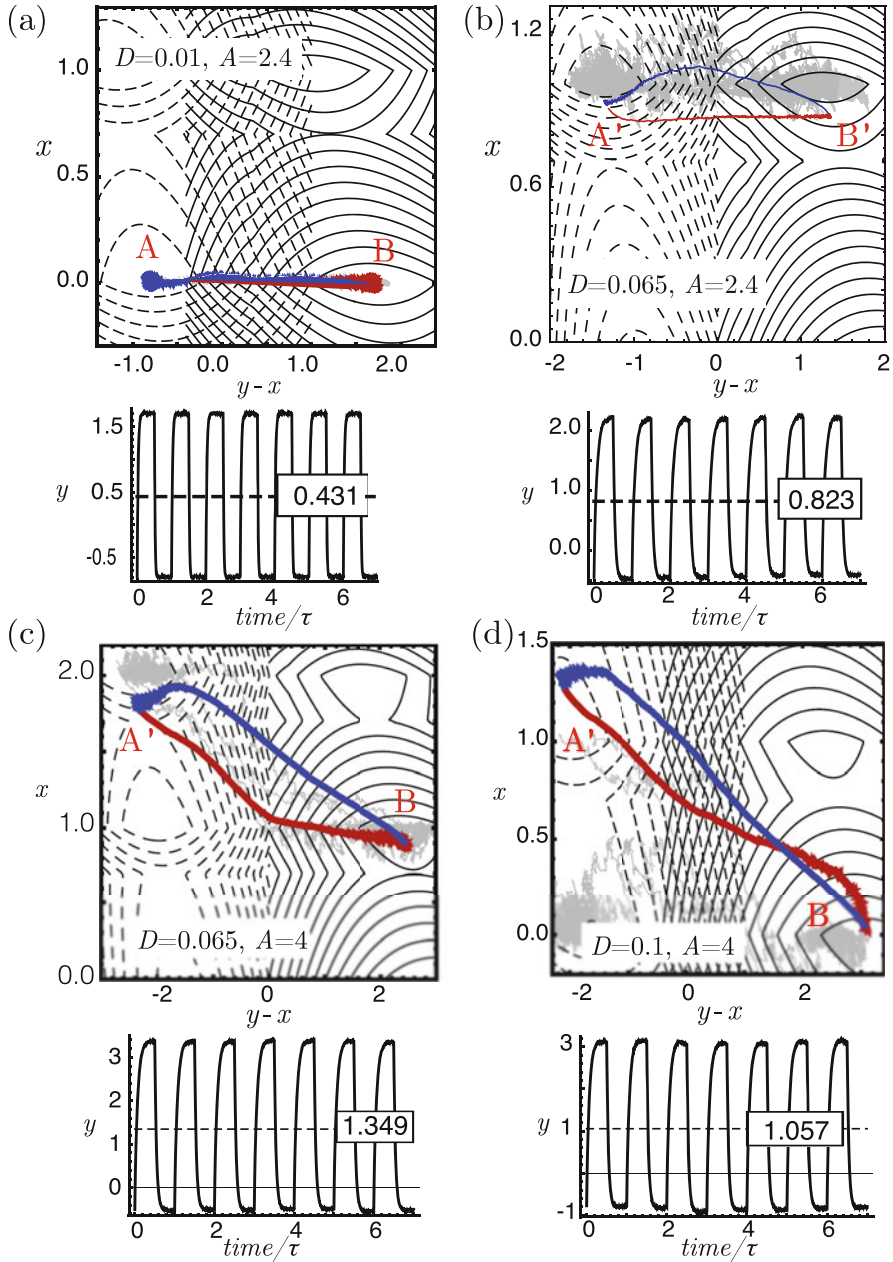 (a)
D=0.01, A=2.4
1.0
x
0.5
0.0
A
B
-1.0 0.0 1.0 2.0
y - x
1.5
y
0.5
-0.5
0.431
0 2 4 6
time/τ
(b)
1.2
x
0.6
0.0
A'
B'
D=0.065, A=2.4
-2 -1 0 1 2
y - x
2.0
y
1.0
0.0
0.823
0 2 4 6
time/τ
(c)
2.0
x
1.0
0.0
A'
B
D=0.065, A=4
-2 0 2
y - x
3
2
y
1
0
1.349
0 2 4 6
time/τ
(d)
1.5
1.0
x
0.5
0.0
A'
B
D=0.1, A=4
-2 0 2
y - x
3
y
1
-1
1.057
0 2 4 6
time/τ